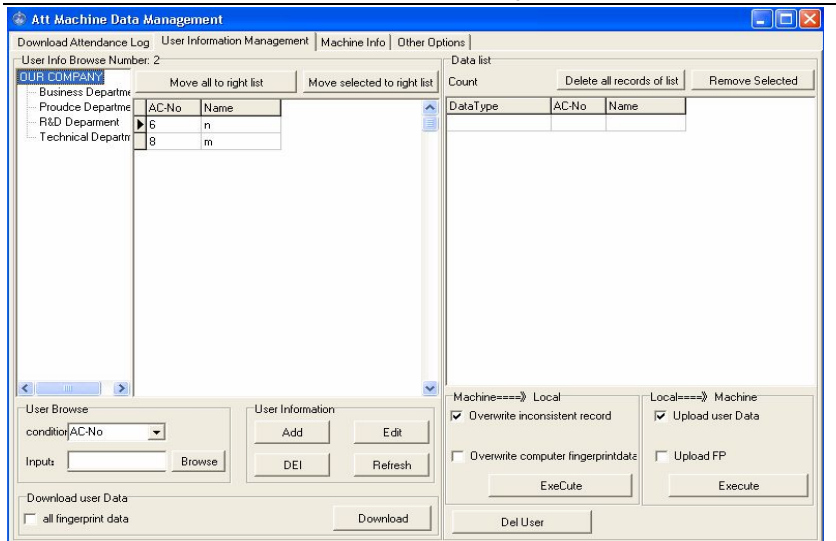 Att Machine Data Management
Download Attendance Log User Information Management Machine Info Other Options
User Info Browse Number: 2
OUR COMPANY
Business Departme
Proudce Departme
R&D Deparment
Technical Departm
Move all to right list Move selected to right list
AC-No Name
6 n
8 m
User Browse
condition AC-No
Input: Browse
User Information
Add Edit
DEl Refresh
Download user Data
all fingerprint data Download
Data list
Count Delete all records of list Remove Selected
DataType AC-No Name
Machine====》 Local
Overwrite inconsistent record
Overwrite computer fingerprintdata
ExeCute
Local====》 Machine
Upload user Data
Upload FP
Execute
Del User